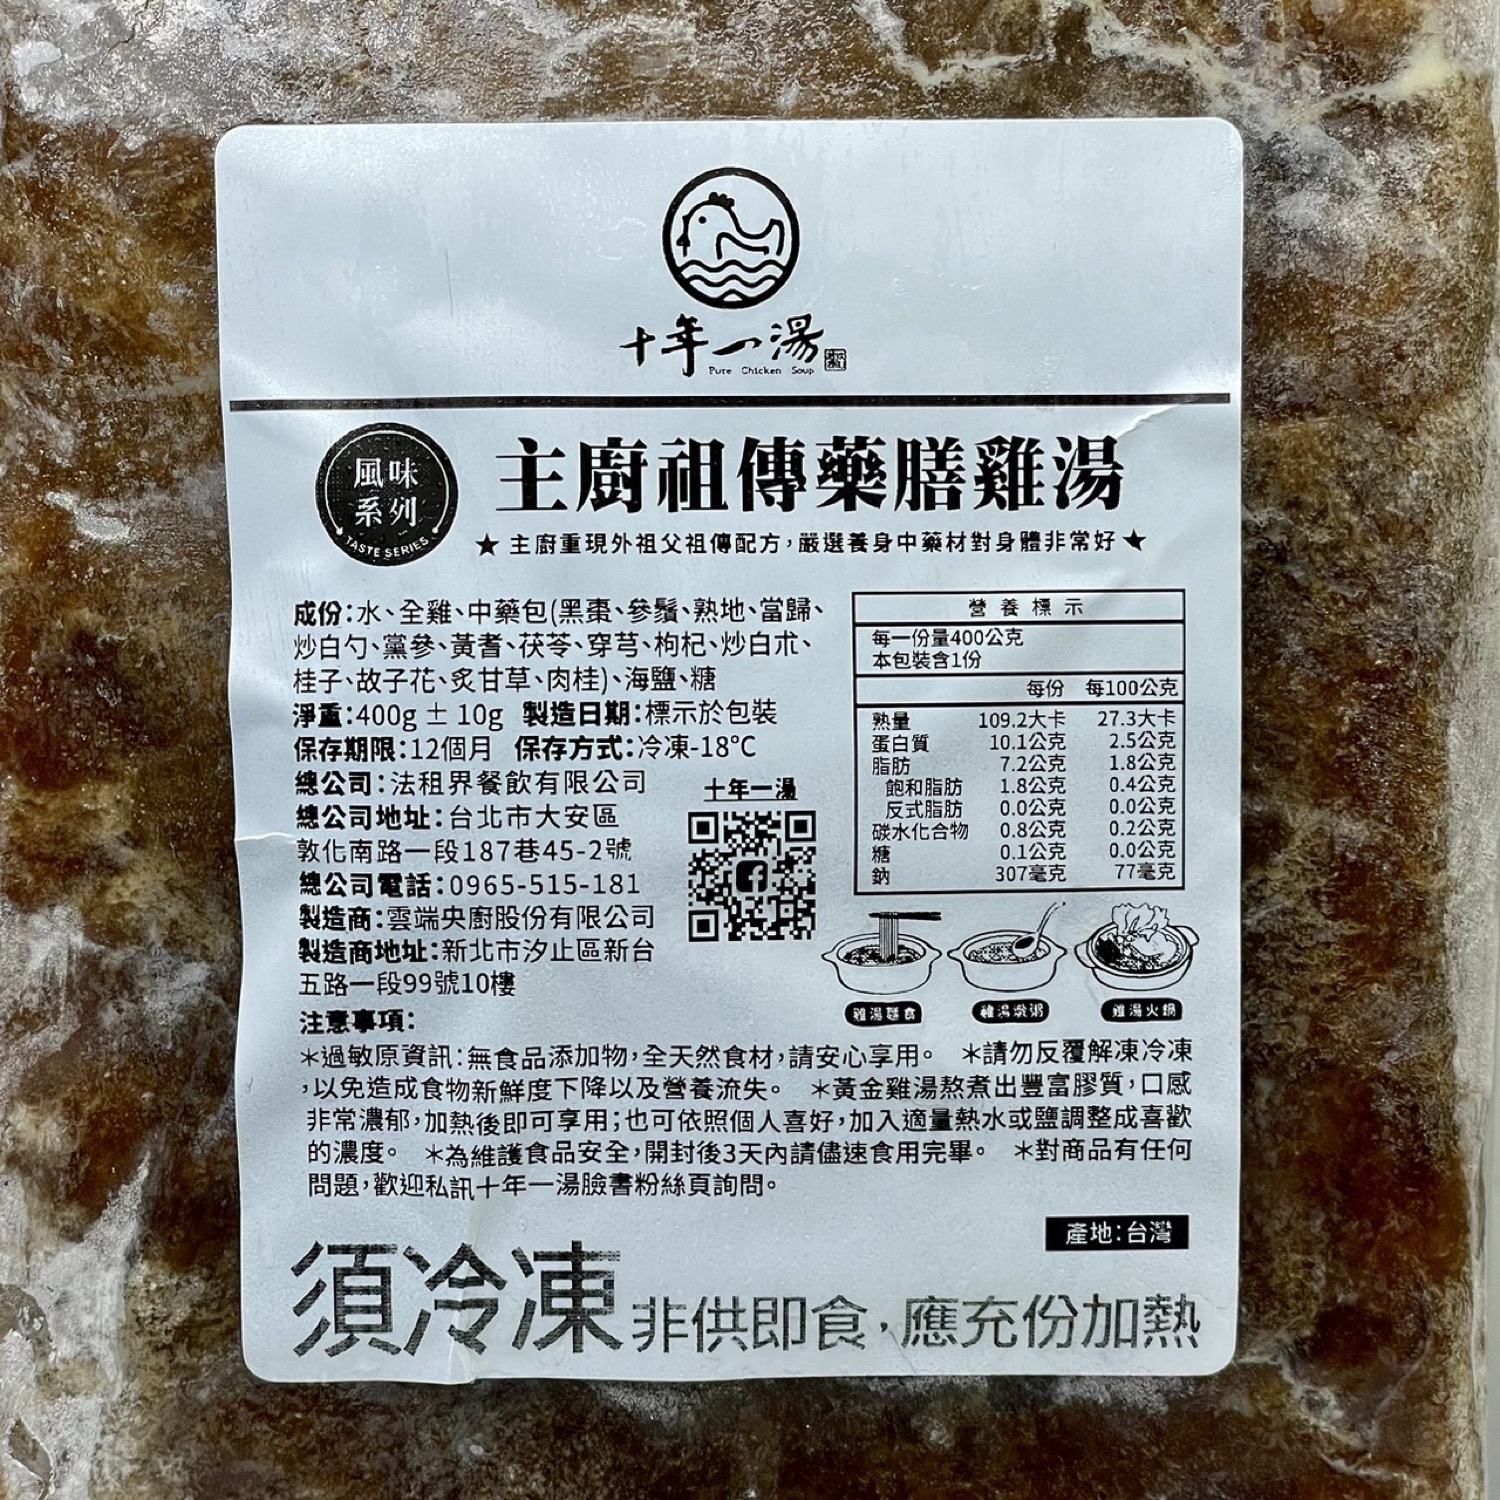 十年一湯
Pure Chicken Soup
風味
系列
TASTE SERIES
主廚祖傳藥膳雞湯
★主廚重現外祖父祖傳配方，嚴選養身中藥材對身體非常好★
成份：水、全雞、中藥包(黑棗、參鬚、熟地、當歸、
炒白勺、黨參、黃耆、茯苓、穿芎、枸杞、炒白朮、
桂子、故子花、炙甘草、肉桂)、海鹽、糖
淨重：400g ± 10g 製造日期：標示於包裝
保存期限：12個月 保存方式：冷凍-18℃
總公司：法租界餐飲有限公司
總公司地址：台北市大安區
敦化南路一段187巷45-2號
總公司電話：0965-515-181
製造商：雲端央廚股份有限公司
製造商地址：新北市汐止區新台
五路一段99號10樓
十年一湯
營養標示
每一份量400公克
本包裝含1份
每份 每100公克
熱量 109.2大卡 27.3大卡
蛋白質 10.1公克 2.5公克
脂肪 7.2公克 1.8公克
飽和脂肪 1.8公克 0.4公克
反式脂肪 0.0公克 0.0公克
碳水化合物 0.8公克 0.2公克
糖 0.1公克 0.0公克
鈉 307毫克 77毫克
雞湯麵食 雞湯燉粥 雞湯火鍋
注意事項：
＊過敏原資訊：無食品添加物，全天然食材，請安心享用。 ＊請勿反覆解凍冷凍
，以免造成食物新鮮度下降以及營養流失。 ＊黃金雞湯熬煮出豐富膠質，口感
非常濃郁，加熱後即可享用；也可依照個人喜好，加入適量熱水或鹽調整成喜歡
的濃度。 ＊為維護食品安全，開封後3天內請儘速食用完畢。 ＊對商品有任何
問題，歡迎私訊十年一湯臉書粉絲頁詢問。
產地：台灣
須冷凍 非供即食，應充份加熱